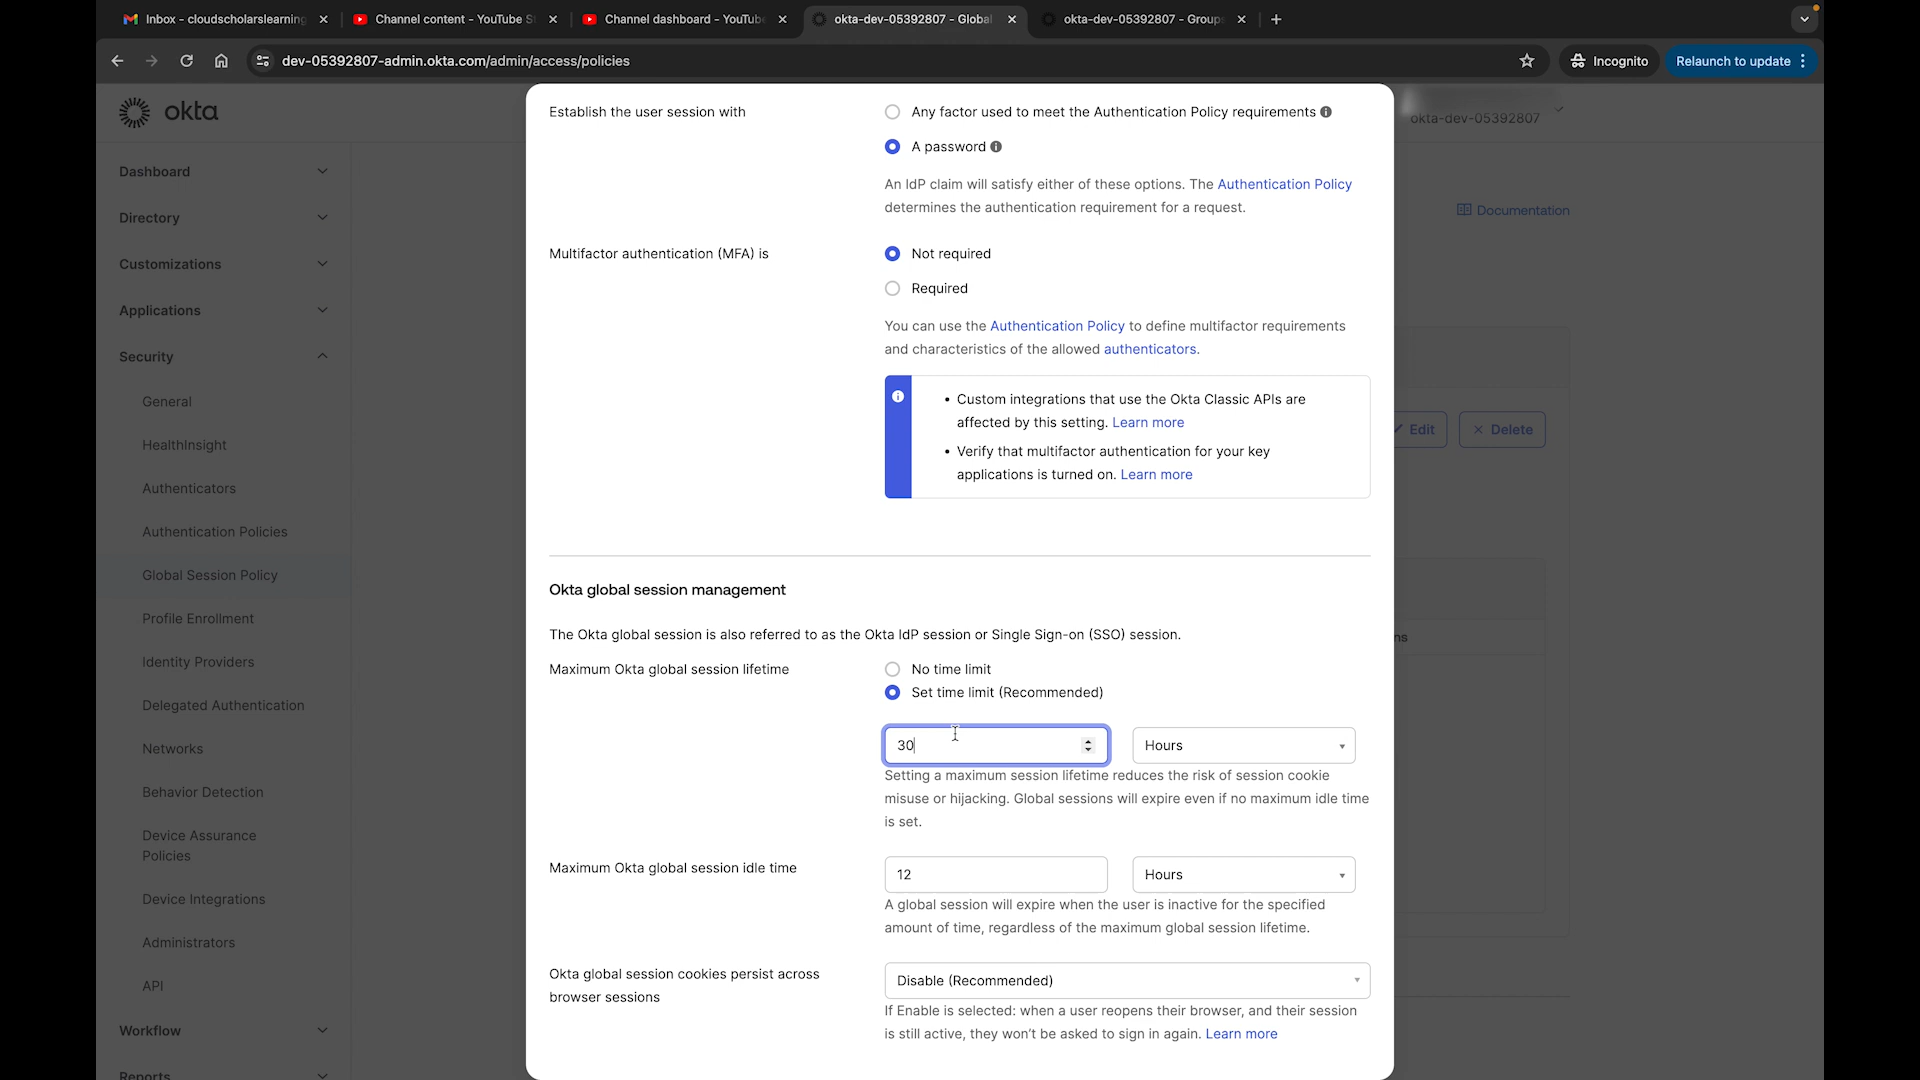 Inbox - cloudscholarslearning
Channel content - YouTube S
Channel dashboard - YouTube
okta-dev-05392807 - Global
okta-dev-05392807 - Groups
dev-05392807-admin.okta.com/admin/access/policies
Incognito
Relaunch to update
okta
okta-dev-05392807
Dashboard
Directory
Customizations
Applications
Security
General
HealthInsight
Authenticators
Authentication Policies
Global Session Policy
Profile Enrollment
Identity Providers
Delegated Authentication
Networks
Behavior Detection
Device Assurance
Policies
Device Integrations
Administrators
API
Workflow
Reports
Documentation
Edit
Delete
ns
Establish the user session with
Any factor used to meet the Authentication Policy requirements
A password
An IdP claim will satisfy either of these options. The Authentication Policy
determines the authentication requirement for a request.
Multifactor authentication (MFA) is
Not required
Required
You can use the Authentication Policy to define multifactor requirements
and characteristics of the allowed authenticators.
• Custom integrations that use the Okta Classic APIs are
affected by this setting. Learn more
• Verify that multifactor authentication for your key
applications is turned on. Learn more
Okta global session management
The Okta global session is also referred to as the Okta IdP session or Single Sign-on (SSO) session.
Maximum Okta global session lifetime
No time limit
Set time limit (Recommended)
30
Hours
Setting a maximum session lifetime reduces the risk of session cookie
misuse or hijacking. Global sessions will expire even if no maximum idle time
is set.
Maximum Okta global session idle time
12
Hours
A global session will expire when the user is inactive for the specified
amount of time, regardless of the maximum global session lifetime.
Okta global session cookies persist across
browser sessions
Disable (Recommended)
If Enable is selected: when a user reopens their browser, and their session
is still active, they won't be asked to sign in again. Learn more